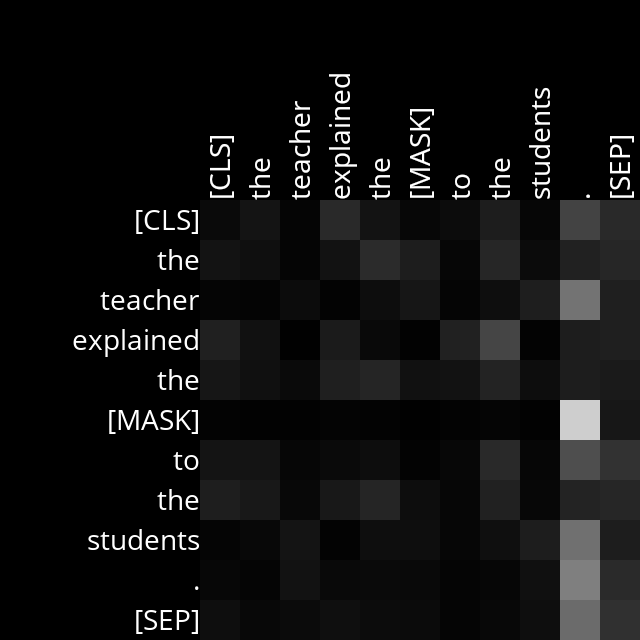 [CLS] the teacher explained the [MASK] to the students . [SEP]
[CLS]
the
teacher
explained
the
[MASK]
to
the
students
.
[SEP]